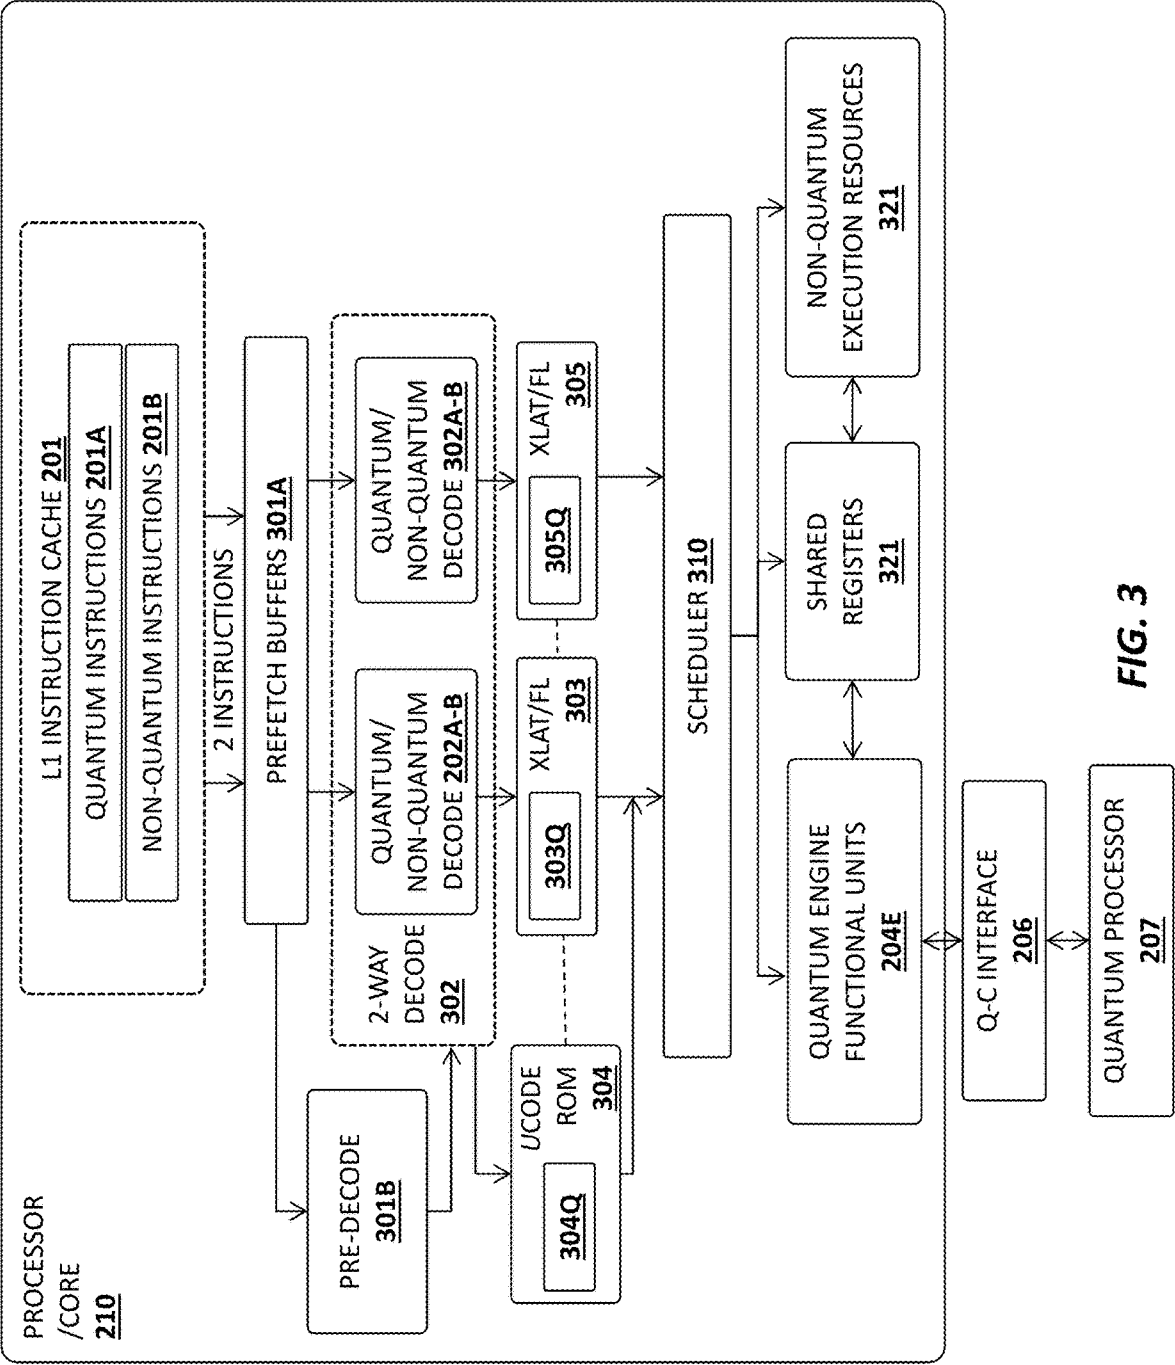 PROCESSOR
/CORE
210
L1 INSTRUCTION CACHE 201
QUANTUM INSTRUCTIONS 201A
NON-QUANTUM INSTRUCTIONS 201B
2 INSTRUCTIONS
PREFETCH BUFFERS 301A
PRE-DECODE
301B
2-WAY
DECODE
302
QUANTUM/
NON-QUANTUM
DECODE 202A-B
QUANTUM/
NON-QUANTUM
DECODE 302A-B
UCODE
ROM
304
304Q
XLAT/FL
303
303Q
XLAT/FL
305
305Q
SCHEDULER 310
QUANTUM ENGINE
FUNCTIONAL UNITS
204E
SHARED
REGISTERS
321
NON-QUANTUM
EXECUTION RESOURCES
321
Q-C INTERFACE
206
QUANTUM PROCESSOR
207
FIG. 3